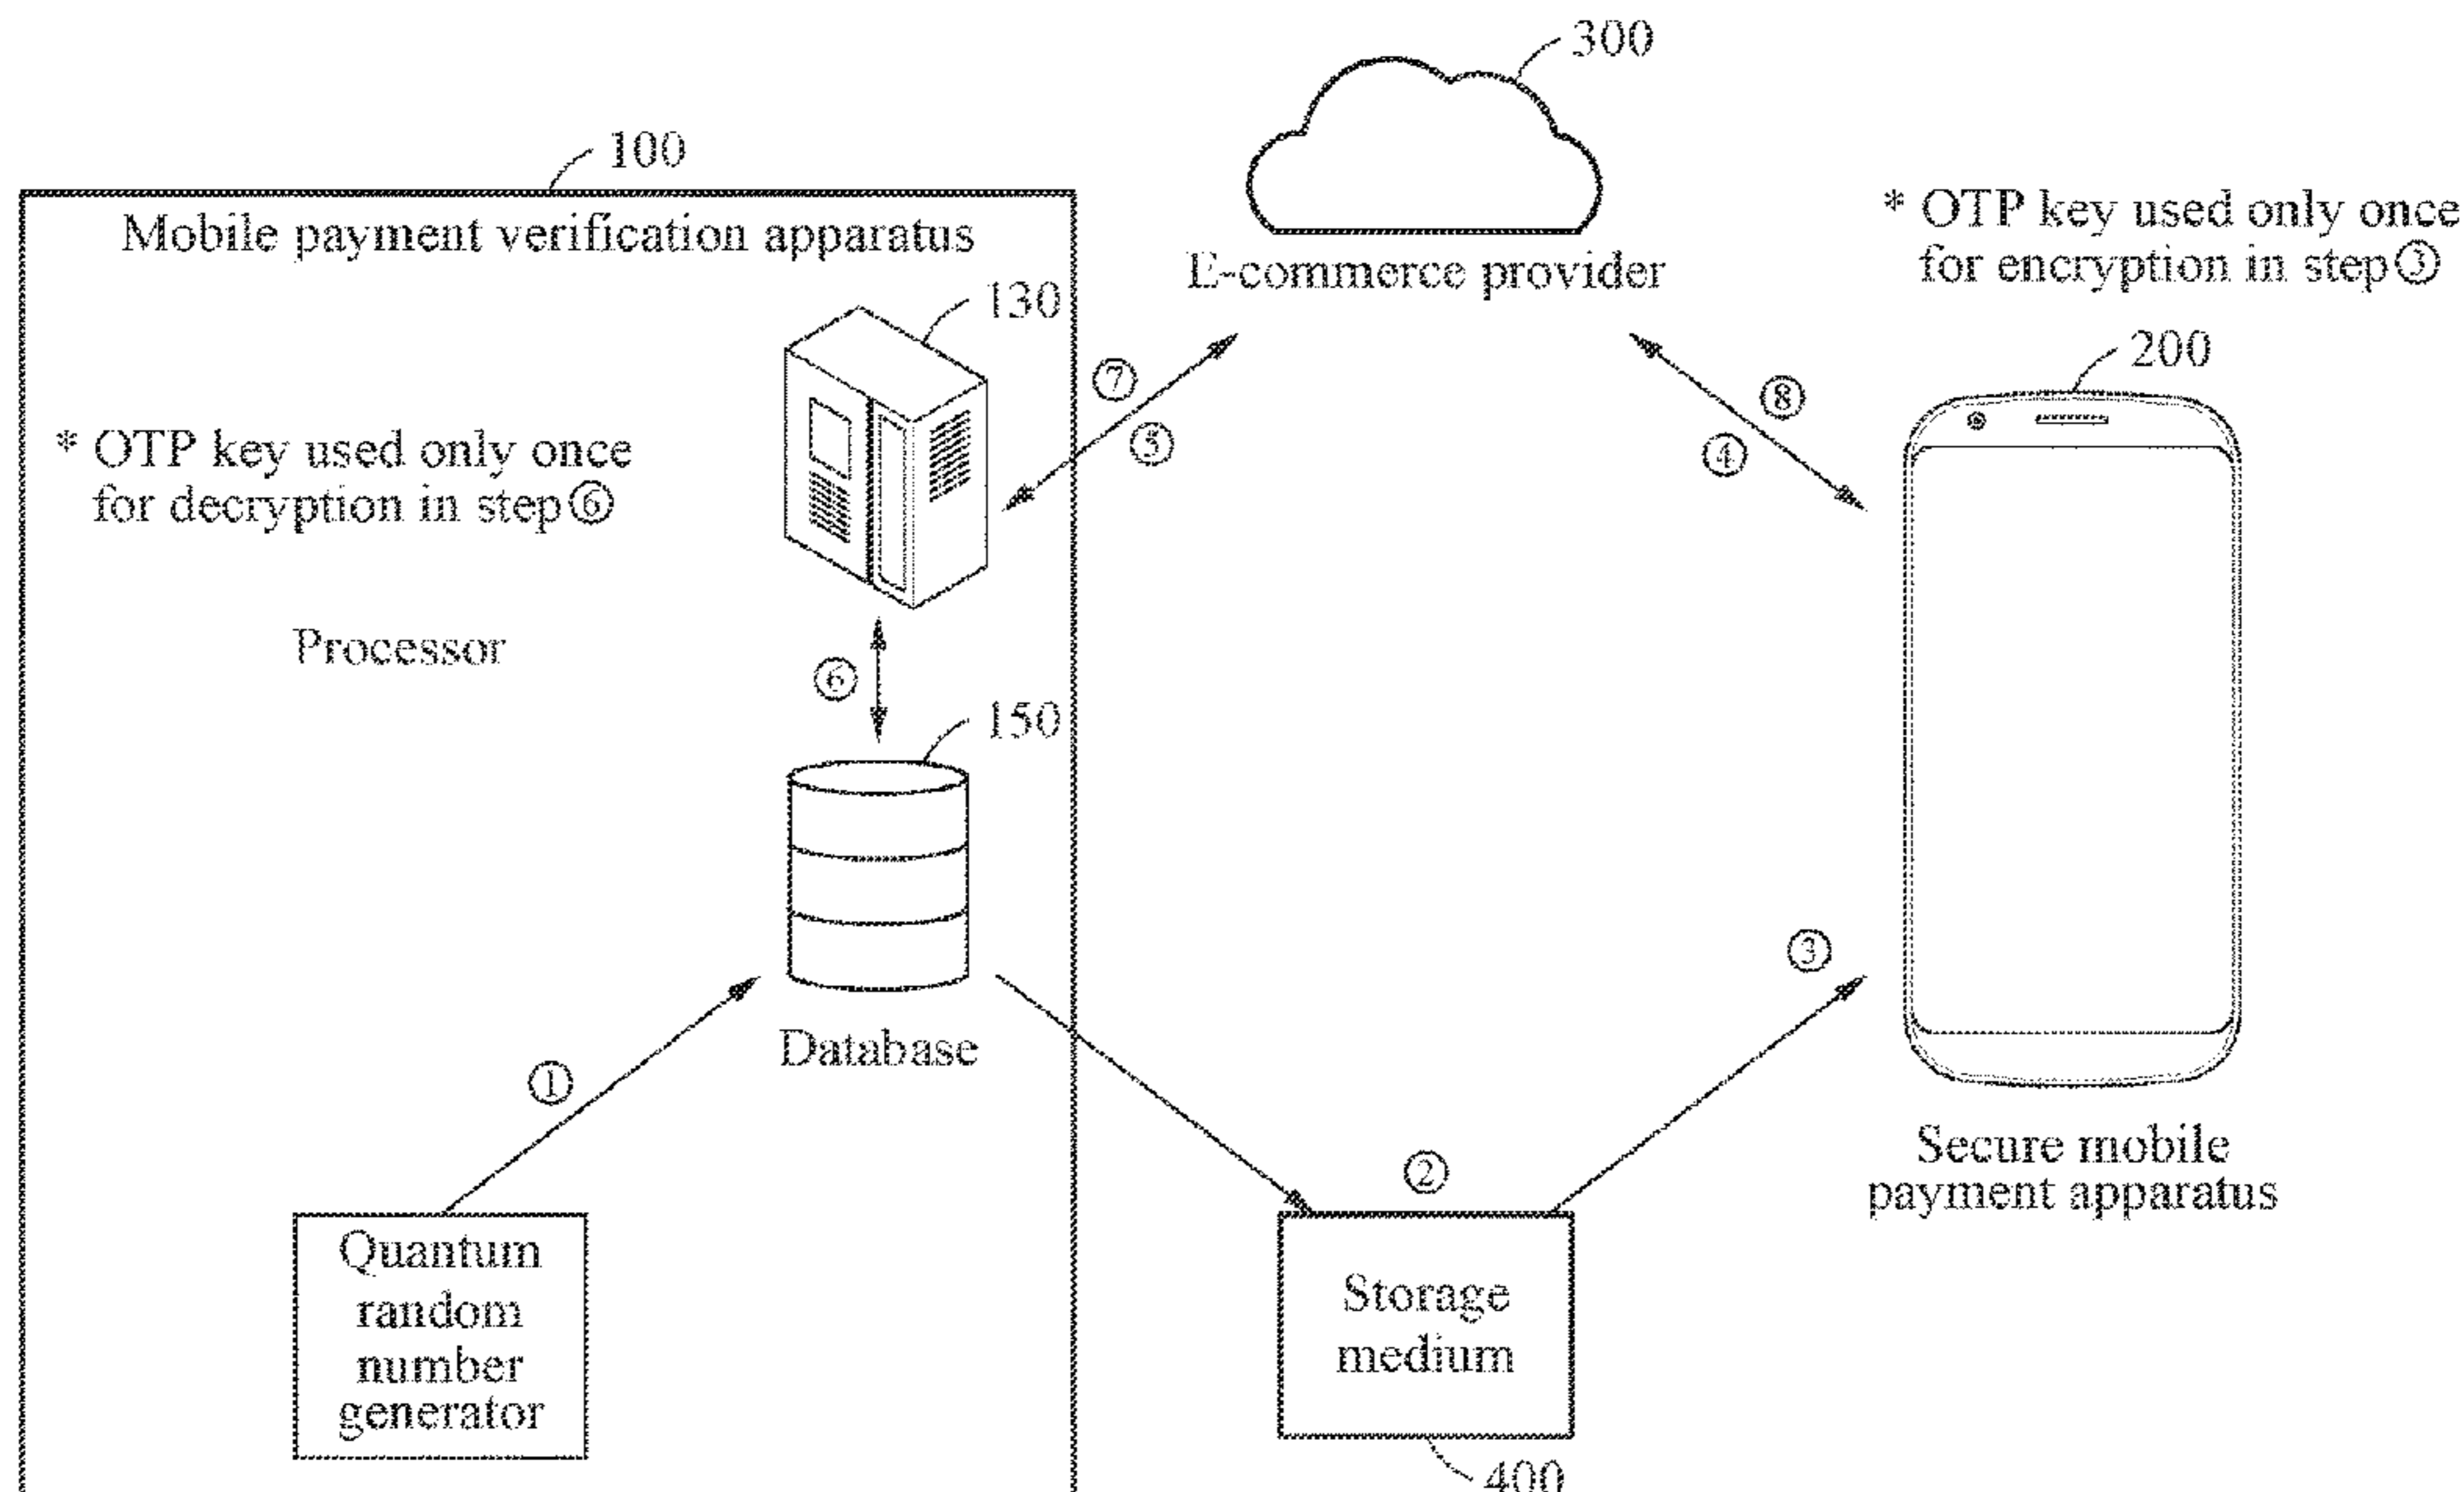 300
100
Mobile payment verification apparatus
E-commerce provider
* OTP key used only once
for encryption in step③
130
200
⑦
⑤
⑧
④
* OTP key used only once
for decryption in step⑥
Processor
⑥
150
③
Database
①
②
Secure mobile
payment apparatus
Quantum
random
number
generator
Storage
medium
400